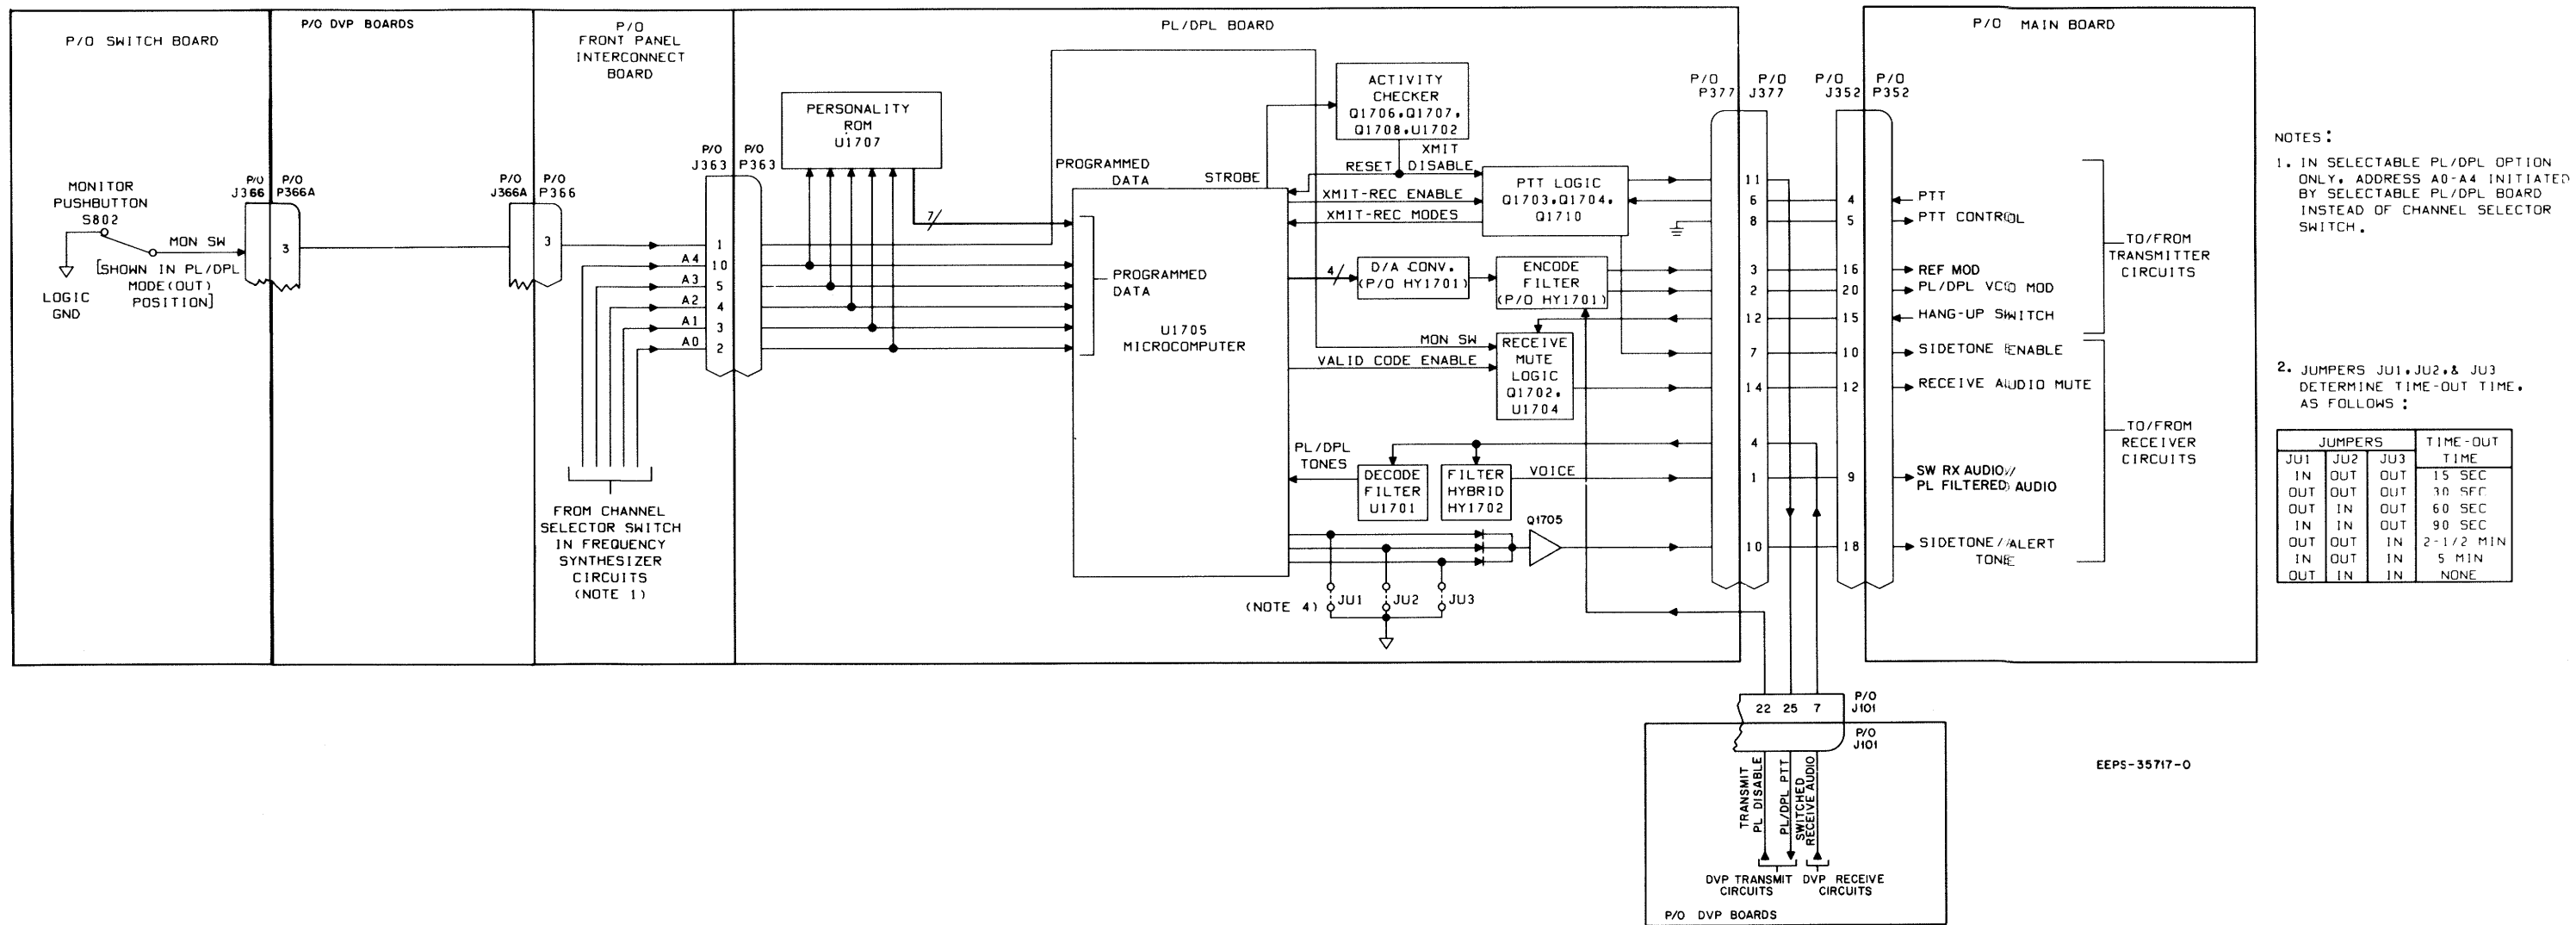 P/O SWITCH BOARD
P/O DVP BOARDS
P/O
FRONT PANEL
INTERCONNECT
BOARD
PL/DPL BOARD
P/O MAIN BOARD
MONITOR
PUSHBUTTON
S802
MON SW
[SHOWN IN PL/DPL
MODE(OUT)
POSITION]
LOGIC
GND
P/O
J366
P/O
P366A
3
P/O
J366A
P/O
P366
3
P/O
J363
P/O
P363
1
A4 10
A3 5
A2 4
A1 3
A0 2
FROM CHANNEL
SELECTOR SWITCH
IN FREQUENCY
SYNTHESIZER
CIRCUITS
(NOTE 1)
PERSONALITY
ROM
U1707
7
PROGRAMMED
DATA
STROBE
PROGRAMMED
DATA
U1705
MICROCOMPUTER
ACTIVITY
CHECKER
Q1706,Q1707,
Q1708,U1702
XMIT
RESET DISABLE
XMIT-REC ENABLE
XMIT-REC MODES
PTT LOGIC
Q1703,Q1704,
Q1710
4
D/A CONV.
(P/O HY1701)
ENCODE
FILTER
(P/O HY1701)
MON SW
VALID CODE ENABLE
RECEIVE
MUTE
LOGIC
Q1702,
U1704
PL/DPL
TONES
DECODE
FILTER
U1701
FILTER
HYBRID
HY1702
VOICE
Q1705
(NOTE 4)
JU1
JU2
JU3
P/O
P377
P/O
J377
P/O
J352
P/O
P352
11
6 4 PTT
8 5 PTT CONTROL
3 16 REF MOD
2 20 PL/DPL VCO MOD
12 15 HANG-UP SWITCH
7 10 SIDETONE ENABLE
14 12 RECEIVE AUDIO MUTE
4
1 9 SW RX AUDIO/
PL FILTERED AUDIO
10 18 SIDETONE/ALERT
TONE
TO/FROM
TRANSMITTER
CIRCUITS
TO/FROM
RECEIVER
CIRCUITS
22 25 7
P/O
J101
P/O
J101
TRANSMIT
PL DISABLE
PL/DPL PTT
SWITCHED
RECEIVE AUDIO
DVP TRANSMIT
CIRCUITS
DVP RECEIVE
CIRCUITS
P/O DVP BOARDS
NOTES:
1. IN SELECTABLE PL/DPL OPTION
ONLY, ADDRESS A0-A4 INITIATED
BY SELECTABLE PL/DPL BOARD
INSTEAD OF CHANNEL SELECTOR
SWITCH.
2. JUMPERS JU1,JU2,& JU3
DETERMINE TIME-OUT TIME,
AS FOLLOWS:
JUMPERS TIME-OUT
JU1 JU2 JU3 TIME
IN OUT OUT 15 SEC
OUT OUT OUT 30 SEC
OUT IN OUT 60 SEC
IN IN OUT 90 SEC
OUT OUT IN 2-1/2 MIN
IN OUT IN 5 MIN
OUT IN IN NONE
EEPS-35717-O